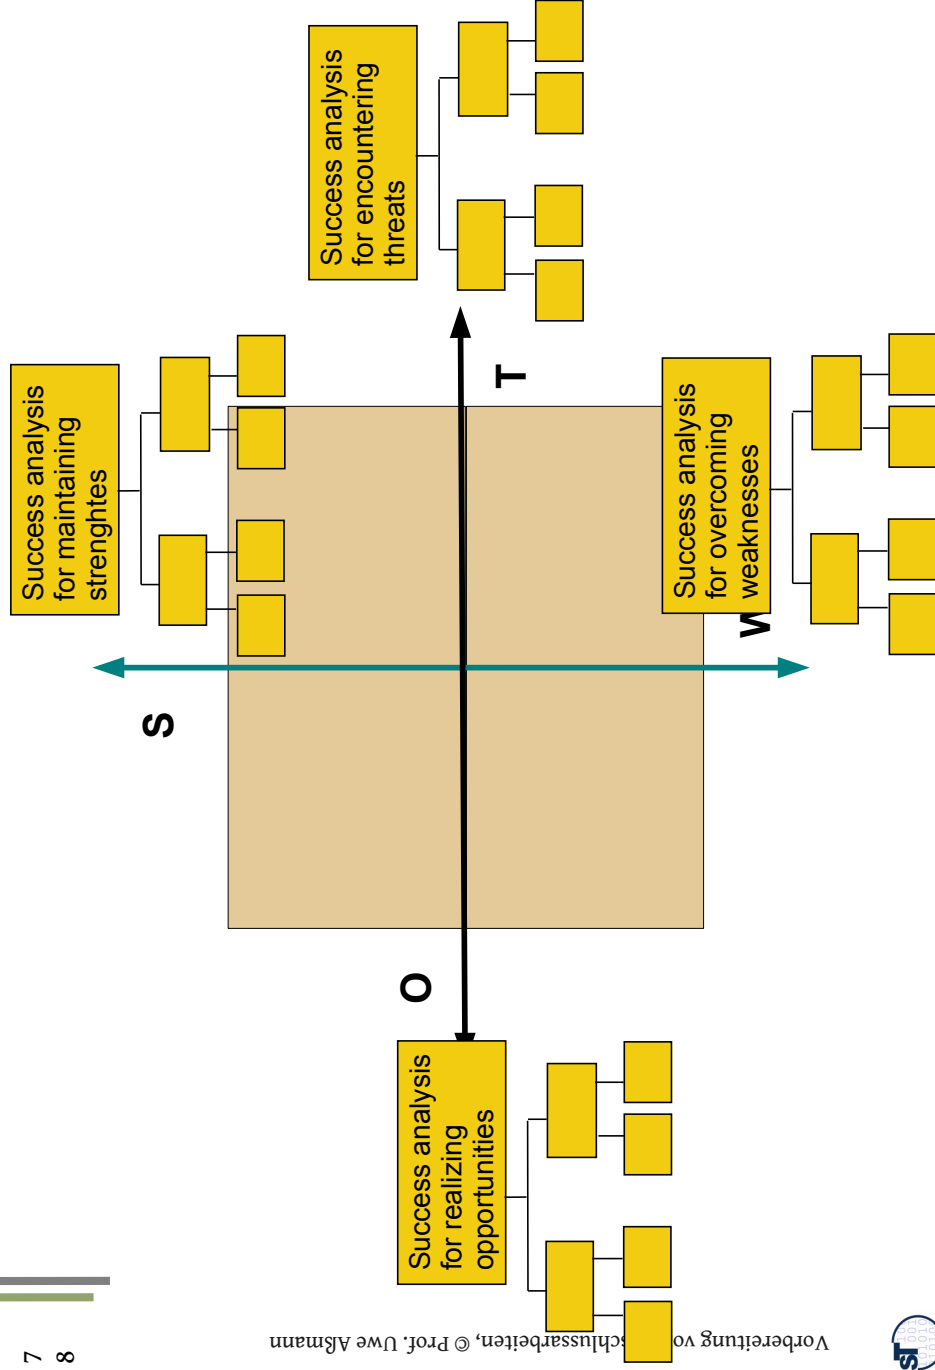 7
8
Success analysis
for maintaining
strenghtes
S
Success analysis
for encountering
threats
O
Success analysis
for realizing
opportunities
T
Success analysis
for overcoming
weaknesses
W
Vorbereitung vo schlussarbeiten, © Prof. Uwe Aßmann
ST